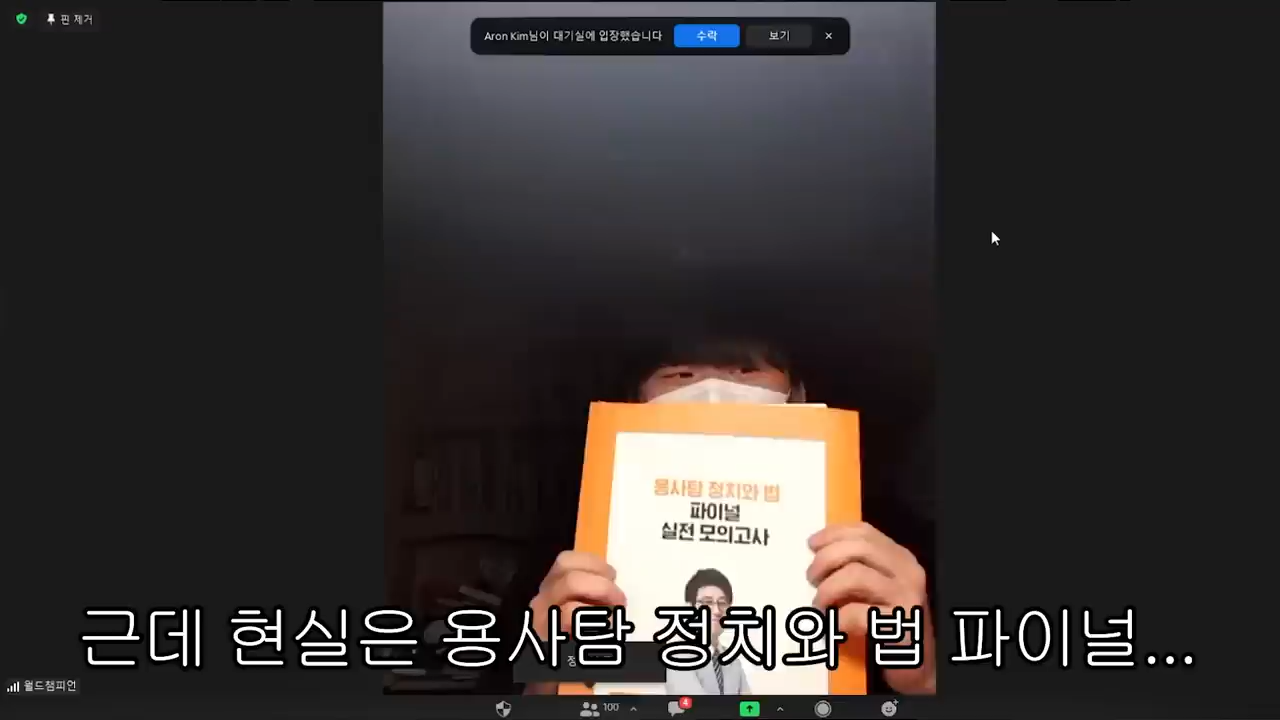 핀 제거
Aron Kim님이 대기실에 입장했습니다
수락
보기
용사탐 정치와 법
파이널
실전 모의고사
근데 현실은 용사탐 정치와 법 파이널...
월드챔피언
100
4